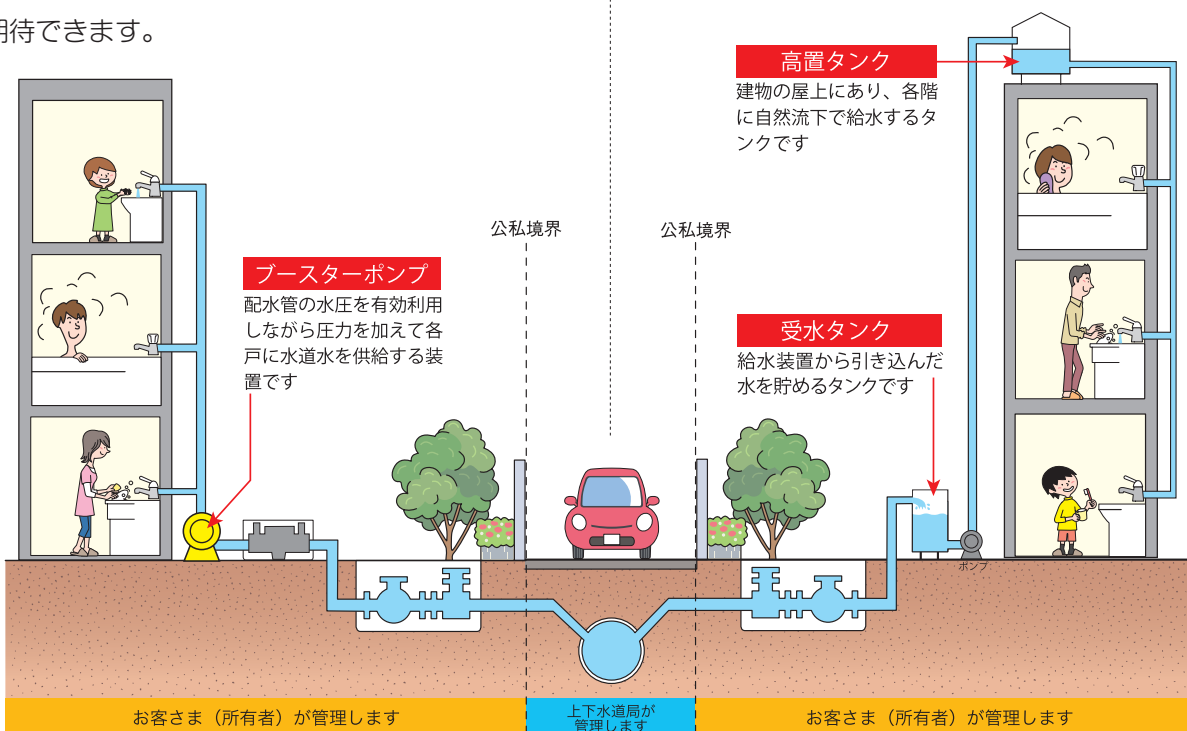 期待できます。
高置タンク
建物の屋上にあり、各階
に自然流下で給水するタ
ンクです
公私境界
公私境界
ブースターポンプ
配水管の水圧を有効利用
しながら圧力を加えて各
戸に水道水を供給する装
置です
受水タンク
給水装置から引き込んだ
水を貯めるタンクです
ポンプ
お客さま（所有者）が管理します
上下水道局が
管理します
お客さま（所有者）が管理します